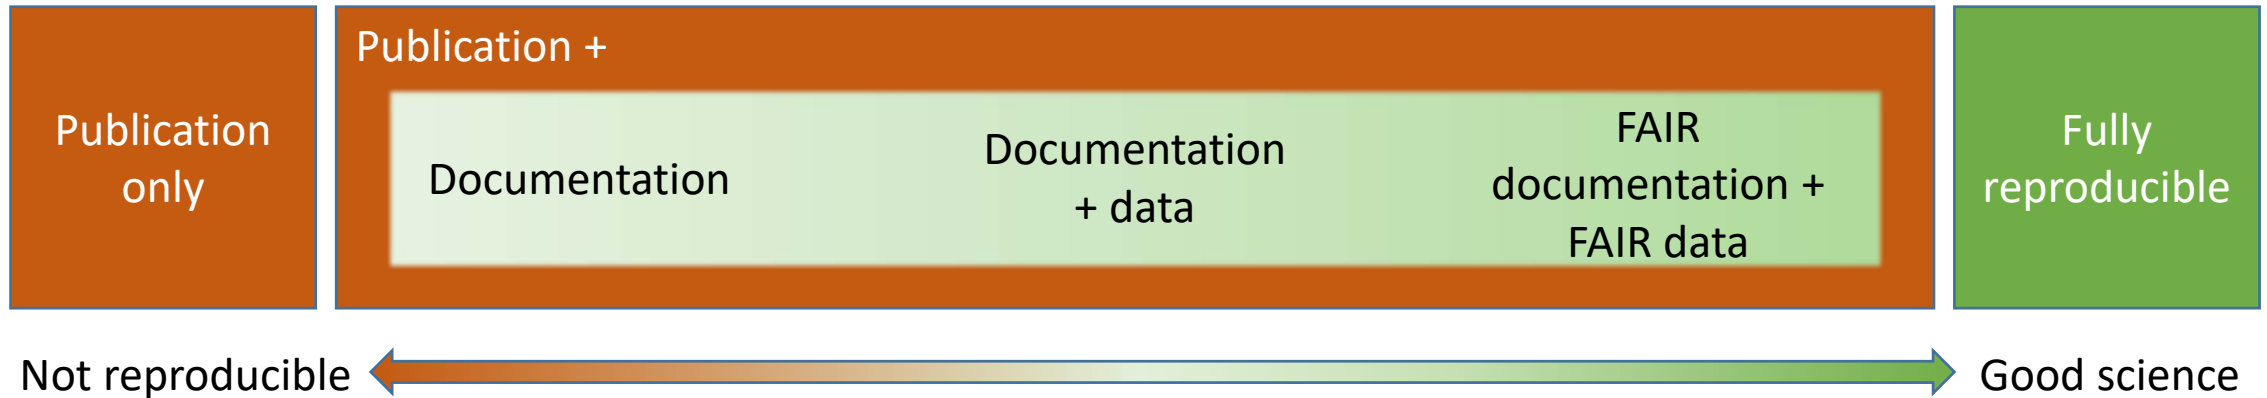 Publication
only
Publication +
Documentation
Documentation
+ data
FAIR
documentation +
FAIR data
Fully
reproducible
Not reproducible
Good science